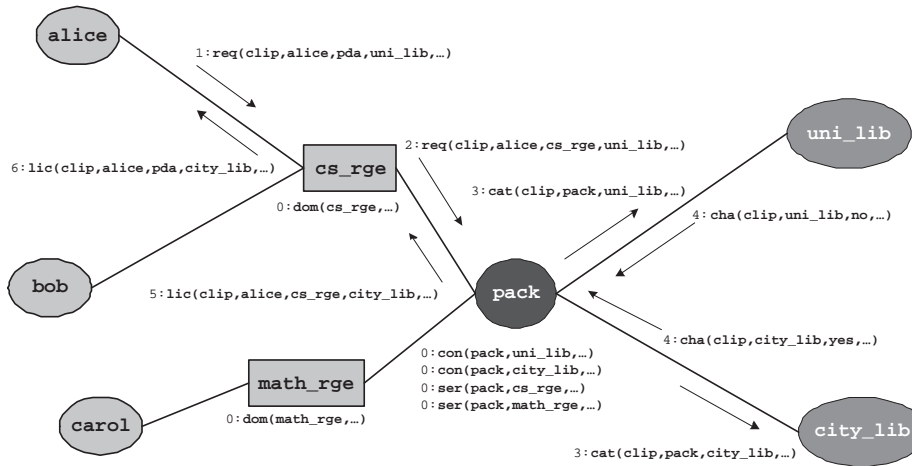 alice
1:req(clip,alice,pda,uni_lib,…)
uni_lib
2:req(clip,alice,cs_rge,uni_lib,…)
6:lic(clip,alice,pda,city_lib,…)
cs_rge
3:cat(clip,pack,uni_lib,…)
0:dom(cs_rge,…)
4:cha(clip,uni_lib,no,…)
bob
5:lic(clip,alice,cs_rge,city_lib,…)
pack
4:cha(clip,city_lib,yes,…)
0:con(pack,uni_lib,…)
0:con(pack,city_lib,…)
0:ser(pack,cs_rge,…)
0:ser(pack,math_rge,…)
math_rge
0:dom(math_rge,…)
carol
city_lib
3:cat(clip,pack,city_lib,…)